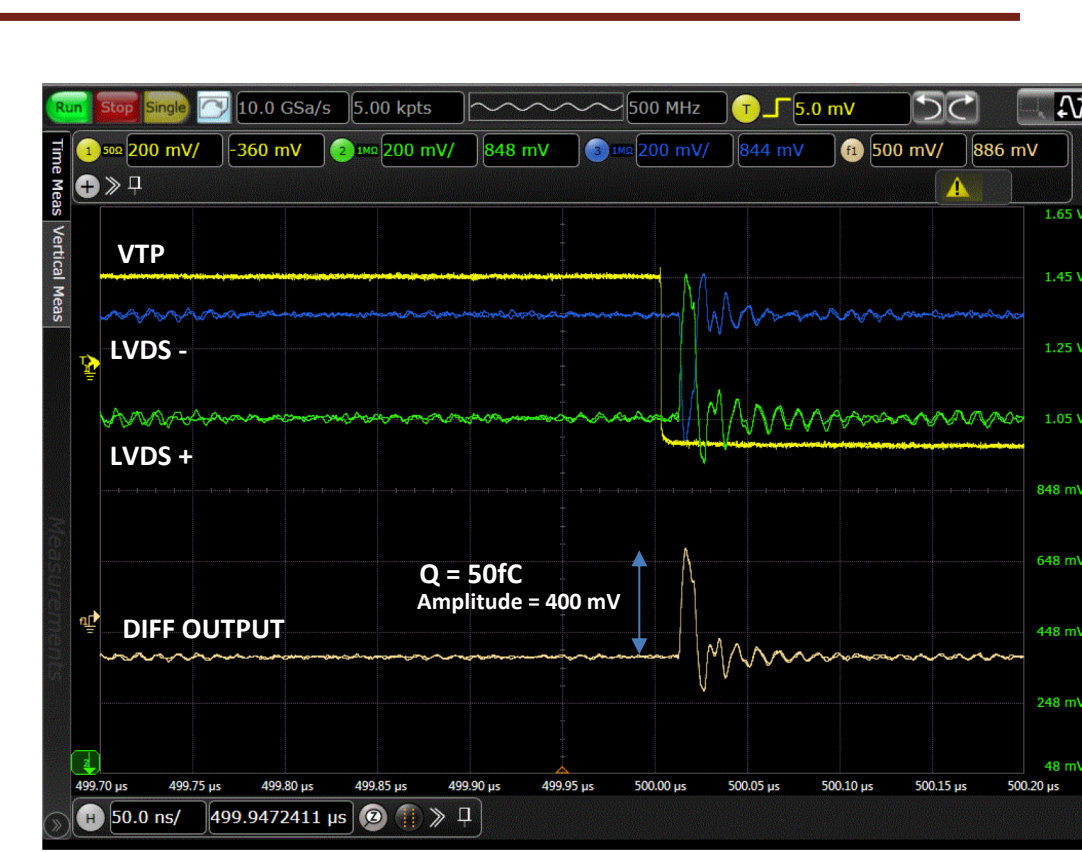 Run Stop Single 10.0 GSa/s 5.00 kpts 500 MHz T 5.0 mV
1 50Ω 200 mV/ -360 mV 2 1MΩ 200 mV/ 848 mV 3 1MΩ 200 mV/ 844 mV f1 500 mV/ 886 mV
Time Meas
Vertical Meas
Measurements
1.65 V
VTP
1.45 V
LVDS -
1.25 V
T
1.05 V
LVDS +
848 mV
Q = 50fC
648 mV
Amplitude = 400 mV
f1
DIFF OUTPUT
448 mV
248 mV
48 mV
499.70 µs 499.75 µs 499.80 µs 499.85 µs 499.90 µs 499.95 µs 500.00 µs 500.05 µs 500.10 µs 500.15 µs 500.20 µs
H 50.0 ns/ 499.9472411 µs Z